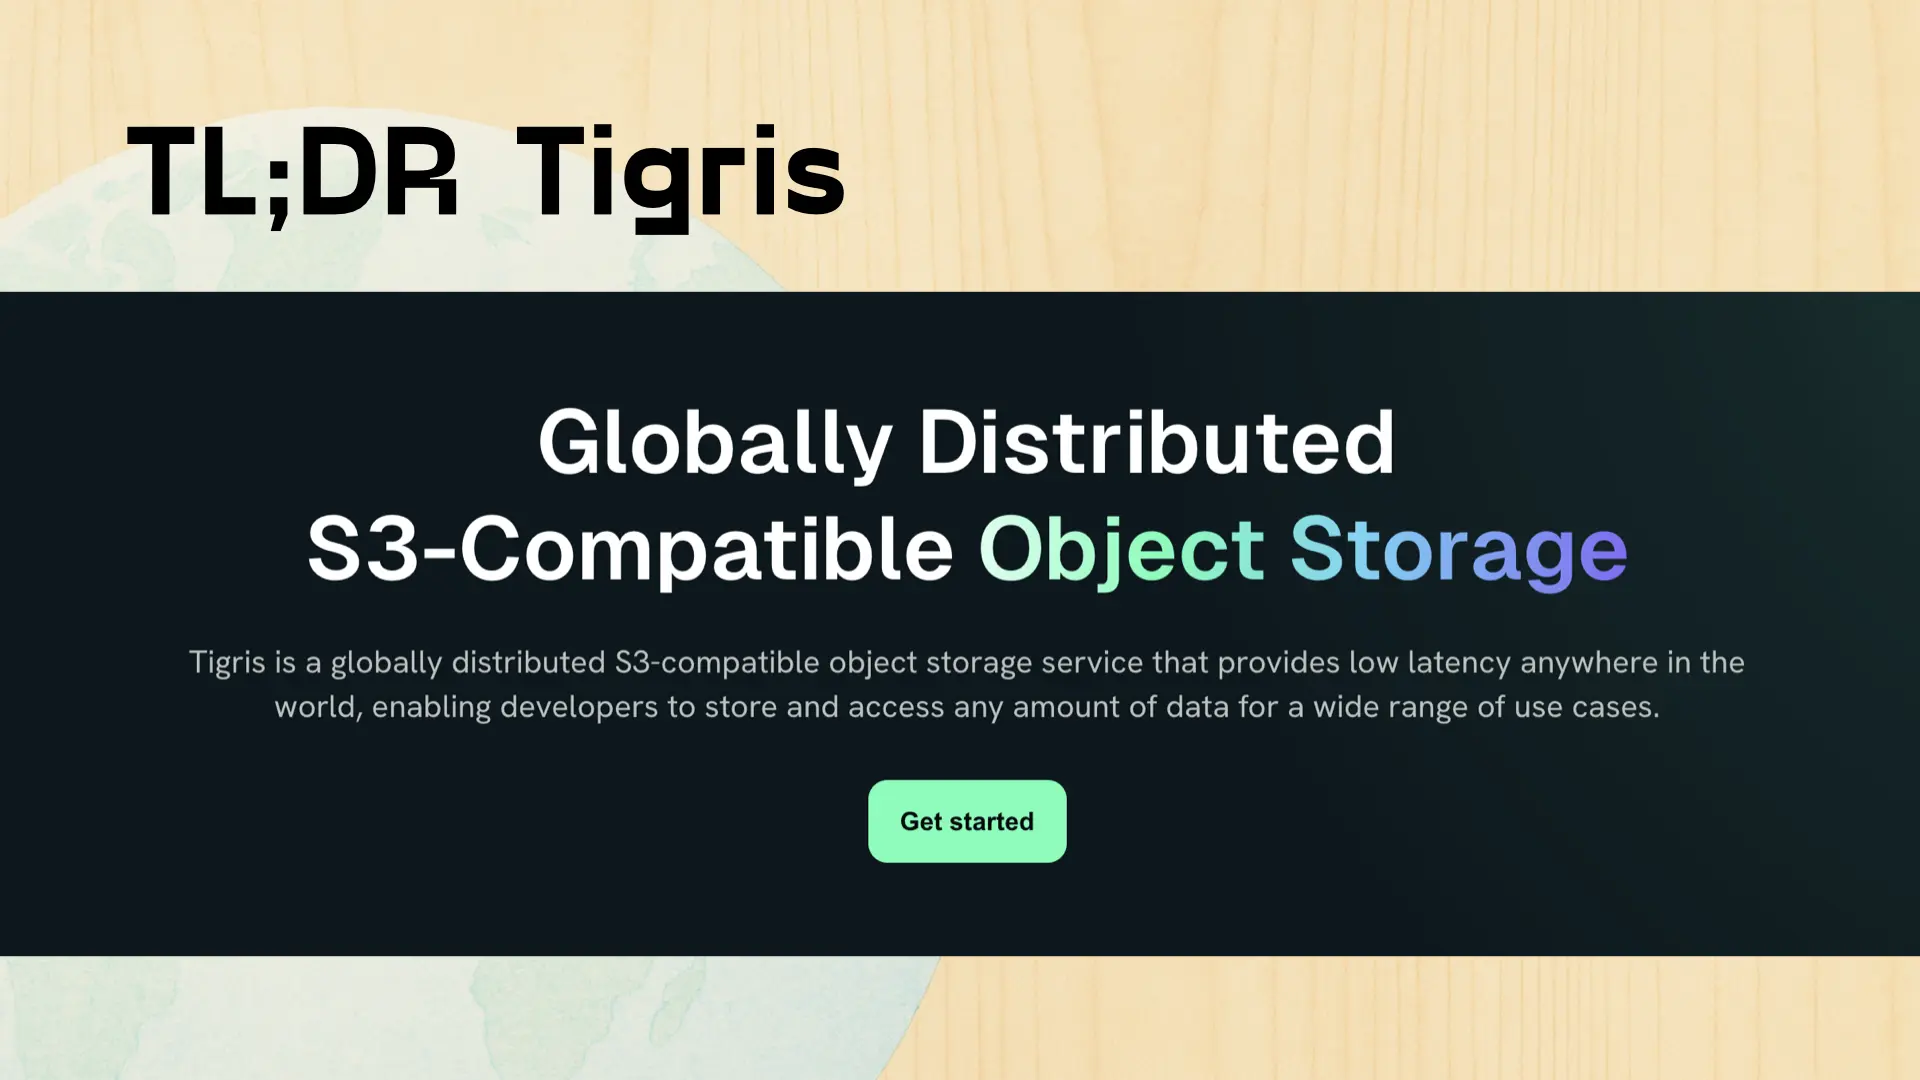 TL;DR Tigris
Globally Distributed
S3-Compatible Object Storage
Tigris is a globally distributed S3-compatible object storage service that provides low latency anywhere in the
world, enabling developers to store and access any amount of data for a wide range of use cases.
Get started